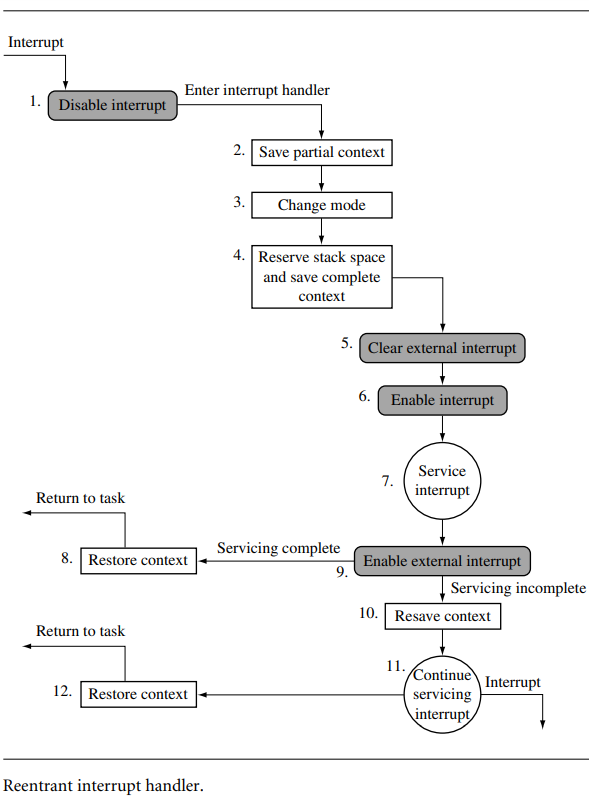 Interrupt
1. Disable interrupt
Enter interrupt handler
2. Save partial context
3. Change mode
4. Reserve stack space
and save complete
context
5. Clear external interrupt
6. Enable interrupt
7. Service
interrupt
Return to task
8. Restore context
Servicing complete
9. Enable external interrupt
Servicing incomplete
10. Resave context
Return to task
11. Continue
servicing
interrupt
Interrupt
12. Restore context
Reentrant interrupt handler.